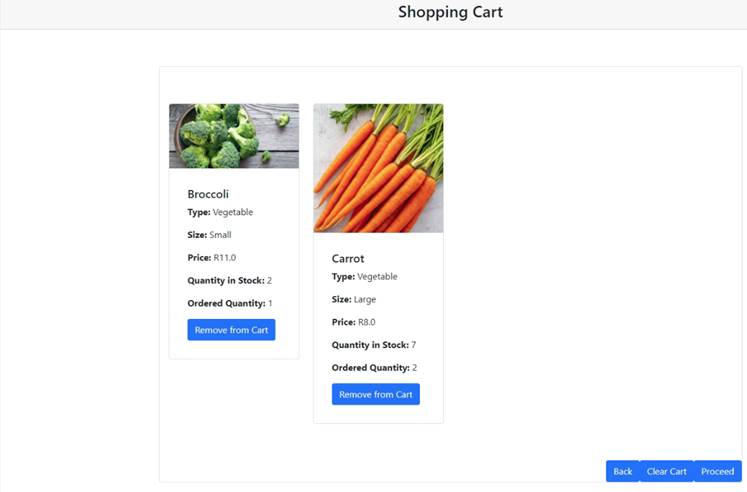 Shopping Cart
Broccoli
Type: Vegetable
Size: Small
Price: R11.0
Quantity in Stock: 2
Ordered Quantity: 1
Remove from Cart
Carrot
Type: Vegetable
Size: Large
Price: R8.0
Quantity in Stock: 7
Ordered Quantity: 2
Remove from Cart
Back Clear Cart Proceed